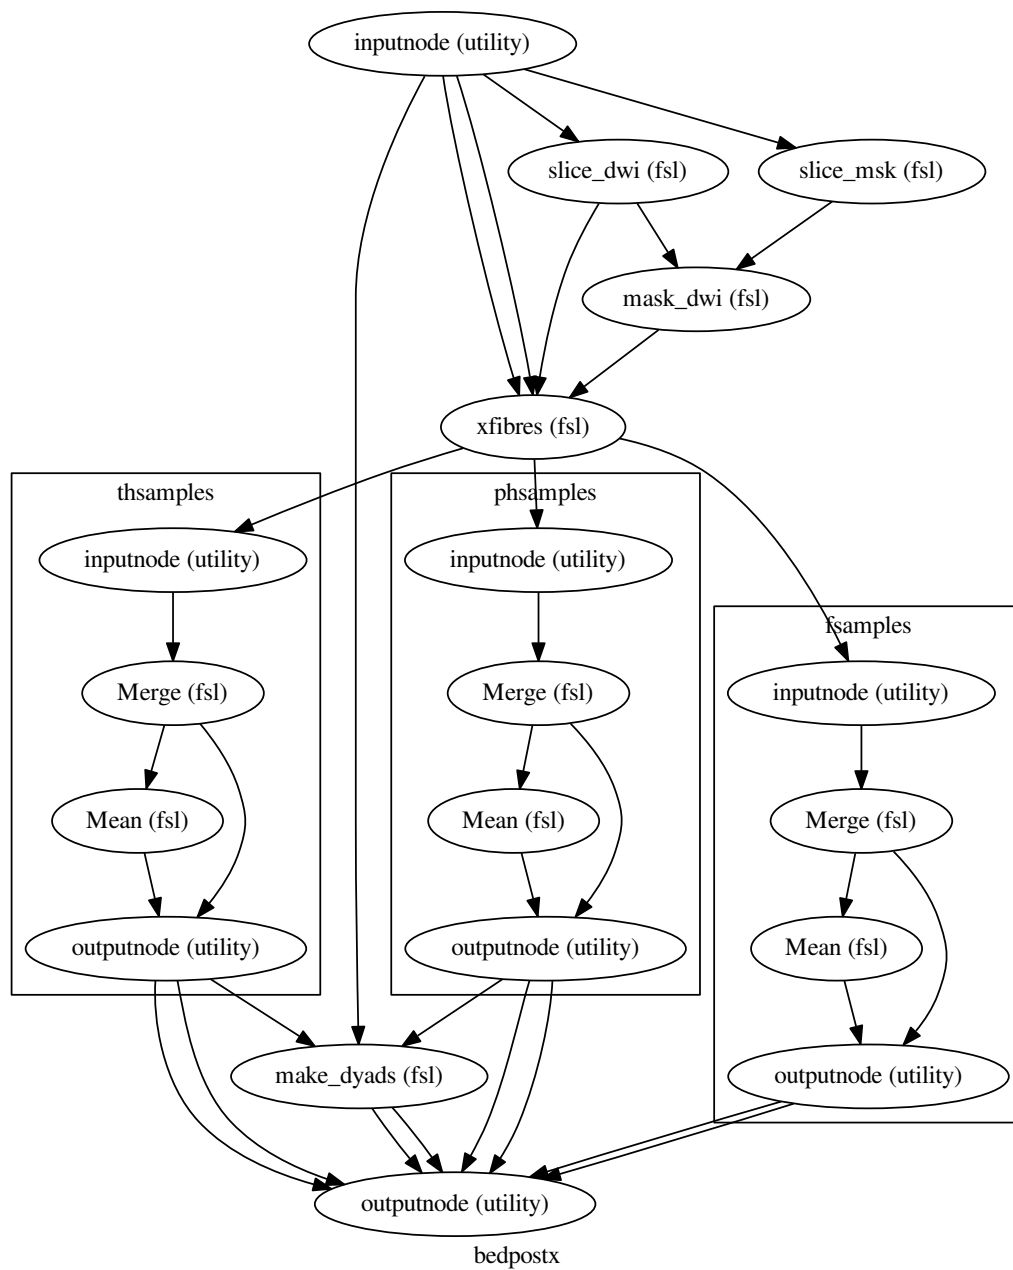 inputnode (utility)
slice_dwi (fsl)
slice_msk (fsl)
mask_dwi (fsl)
xfibres (fsl)
thsamples
inputnode (utility)
Merge (fsl)
Mean (fsl)
outputnode (utility)
phsamples
inputnode (utility)
Merge (fsl)
Mean (fsl)
outputnode (utility)
fsamples
inputnode (utility)
Merge (fsl)
Mean (fsl)
outputnode (utility)
make_dyads (fsl)
outputnode (utility)
bedpostx